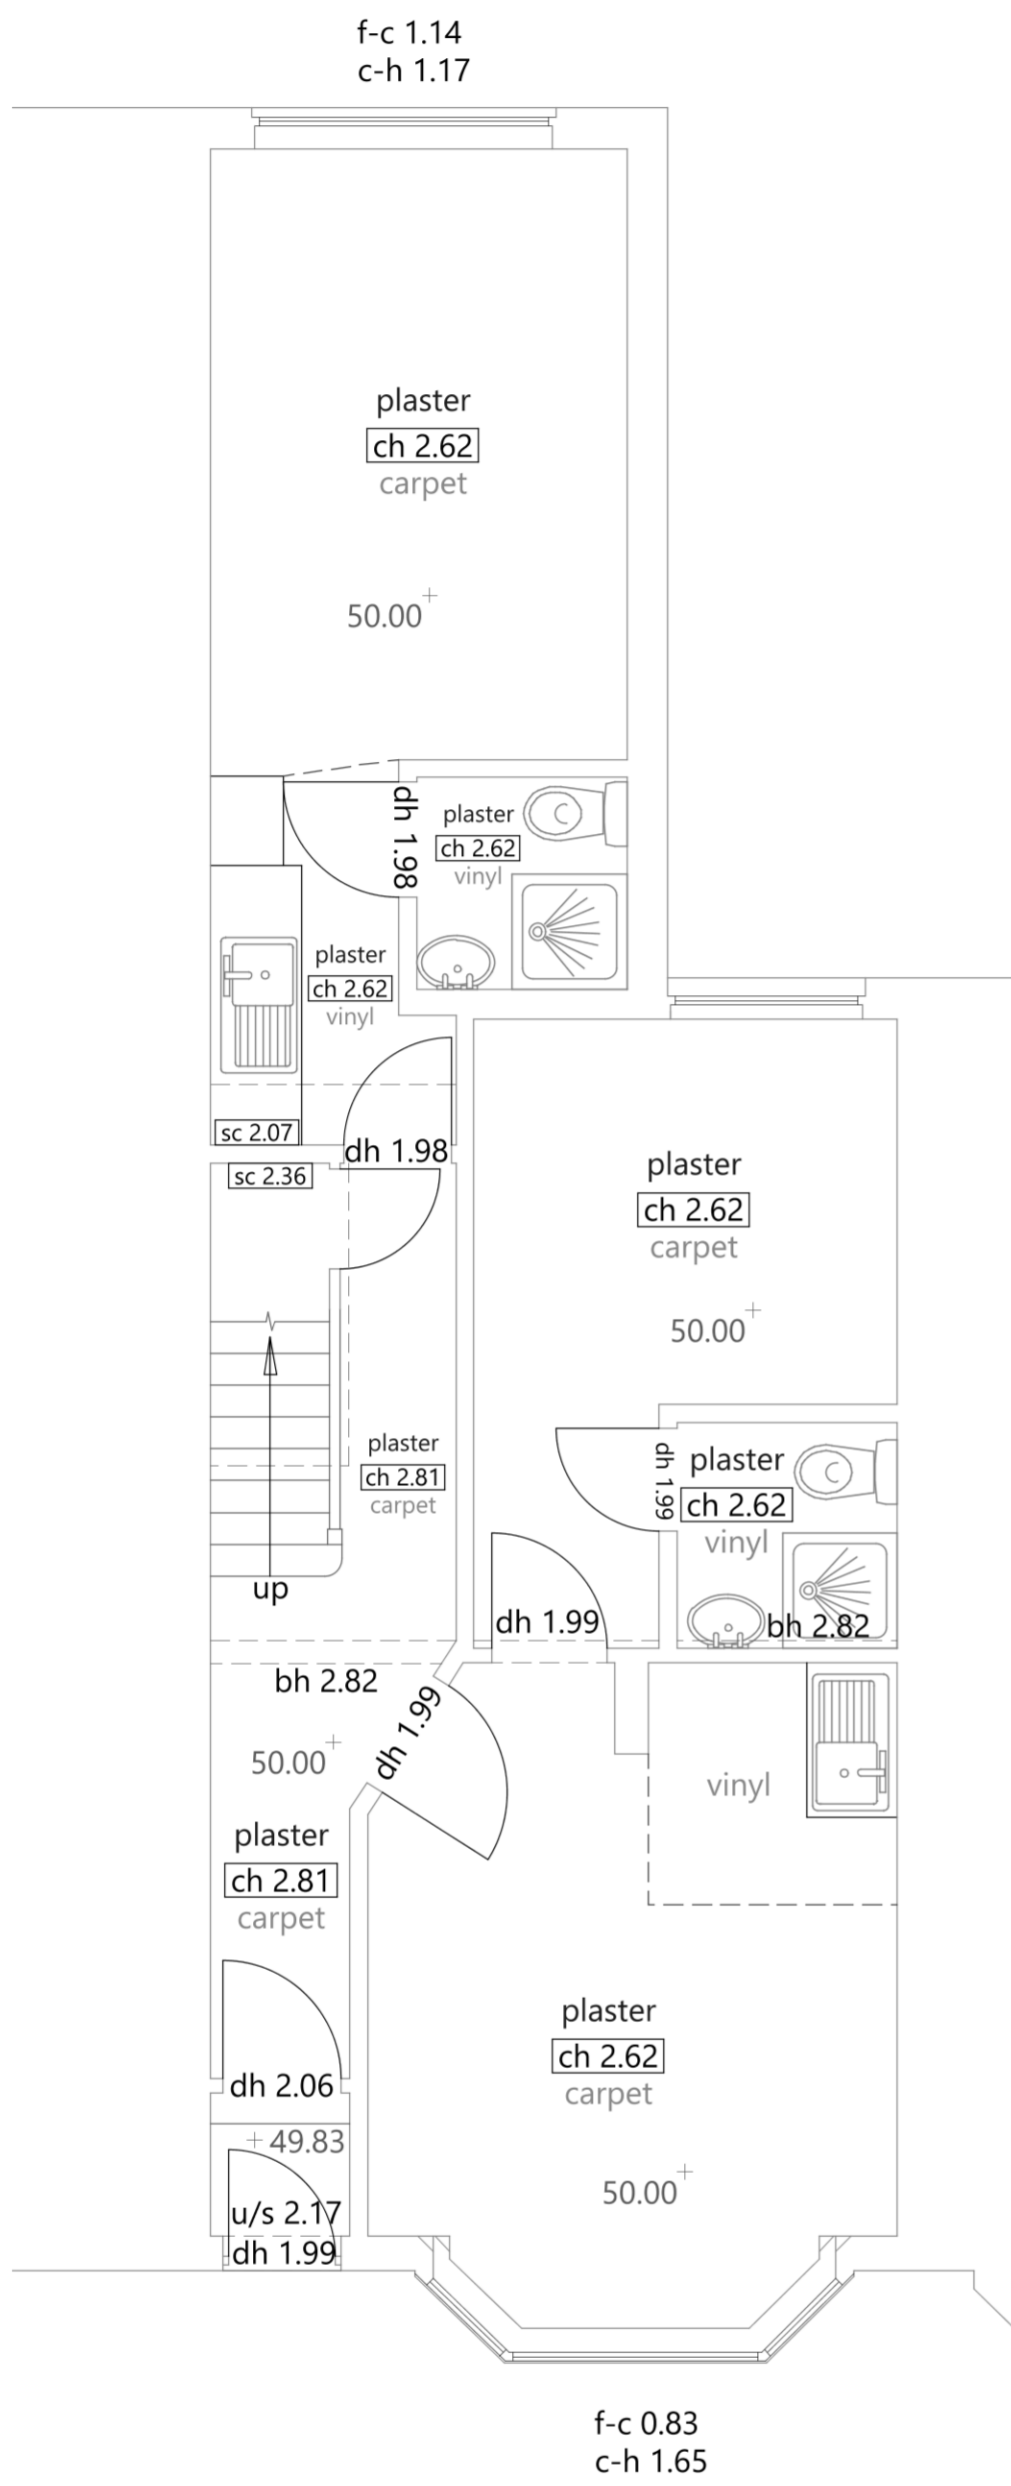 f-c 1.14
c-h 1.17
plaster
ch 2.62
carpet
50.00
dh 1.98
plaster
ch 2.62
vinyl
plaster
ch 2.62
vinyl
sc 2.07
dh 1.98
sc 2.36
plaster
ch 2.62
carpet
50.00
plaster
ch 2.81
carpet
dh 1.99
plaster
ch 2.62
vinyl
up
dh 1.99
bh 2.82
bh 2.82
dh 1.99
50.00
vinyl
plaster
ch 2.81
carpet
plaster
ch 2.62
carpet
dh 2.06
49.83
50.00
u/s 2.17
dh 1.99
f-c 0.83
c-h 1.65